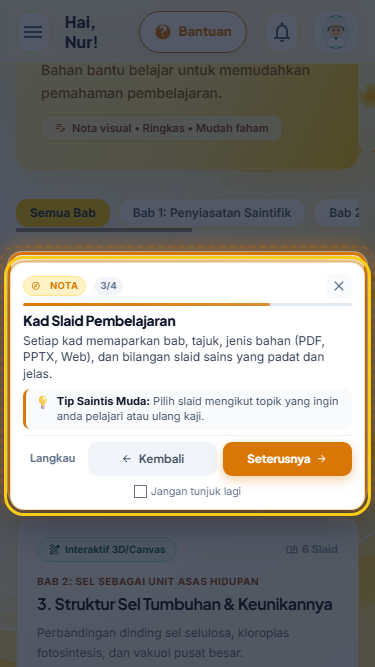 Hai,
Nur!
Bantuan
Bahan bantu belajar untuk memudahkan
pemahaman pembelajaran.
Nota visual • Ringkas • Mudah faham
Semua Bab
Bab 1: Penyiasatan Saintifik
Bab 2
NOTA
3/4
Kad Slaid Pembelajaran
Setiap kad memaparkan bab, tajuk, jenis bahan (PDF,
PPTX, Web), dan bilangan slaid sains yang padat dan
jelas.
Tip Saintis Muda: Pilih slaid mengikut topik yang ingin
anda pelajari atau ulang kaji.
Langkau
← Kembali
Seterusnya →
Jangan tunjuk lagi
Interaktif 3D/Canvas
6 Slaid
BAB 2: SEL SEBAGAI UNIT ASAS HIDUPAN
3. Struktur Sel Tumbuhan & Keunikannya
Perbandingan dinding sel selulosa, kloroplas
fotosintesis, dan vakuol pusat besar.